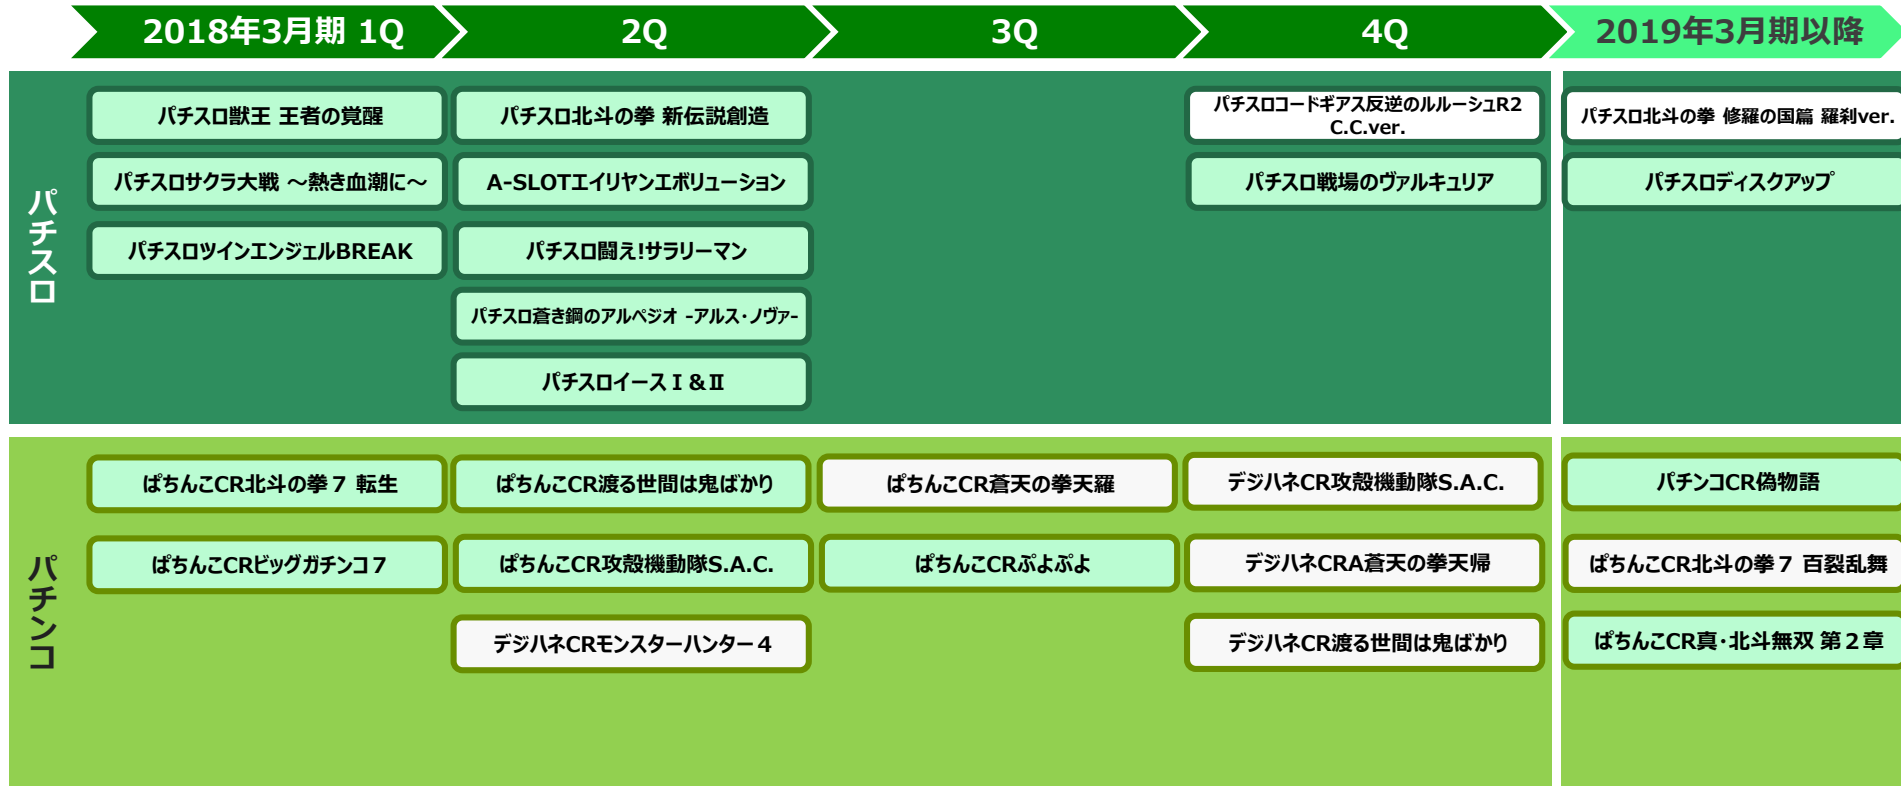 2018年3月期 1Q
2Q
3Q
4Q
2019年3月期以降
パチスロ
パチスロ獣王 王者の覚醒
パチスロ北斗の拳 新伝説創造
パチスロコードギアス反逆のルルーシュR2
C.C.ver.
パチスロ北斗の拳 修羅の国篇 羅刹ver.
パチスロサクラ大戦 ～熱き血潮に～
A-SLOTエイリヤンエボリューション
パチスロ戦場のヴァルキュリア
パチスロディスクアップ
パチスロツインエンジェルBREAK
パチスロ闘え!サラリーマン
パチスロ蒼き鋼のアルペジオ -アルス・ノヴァ-
パチスロイースⅠ&Ⅱ
パチンコ
ぱちんこCR北斗の拳７ 転生
ぱちんこCR渡る世間は鬼ばかり
ぱちんこCR蒼天の拳天羅
デジハネCR攻殻機動隊S.A.C.
パチンコCR偽物語
ぱちんこCRビッグガチンコ７
ぱちんこCR攻殻機動隊S.A.C.
ぱちんこCRぷよぷよ
デジハネCRA蒼天の拳天帰
ぱちんこCR北斗の拳７ 百裂乱舞
デジハネCRモンスターハンター４
デジハネCR渡る世間は鬼ばかり
ぱちんこCR真・北斗無双 第２章